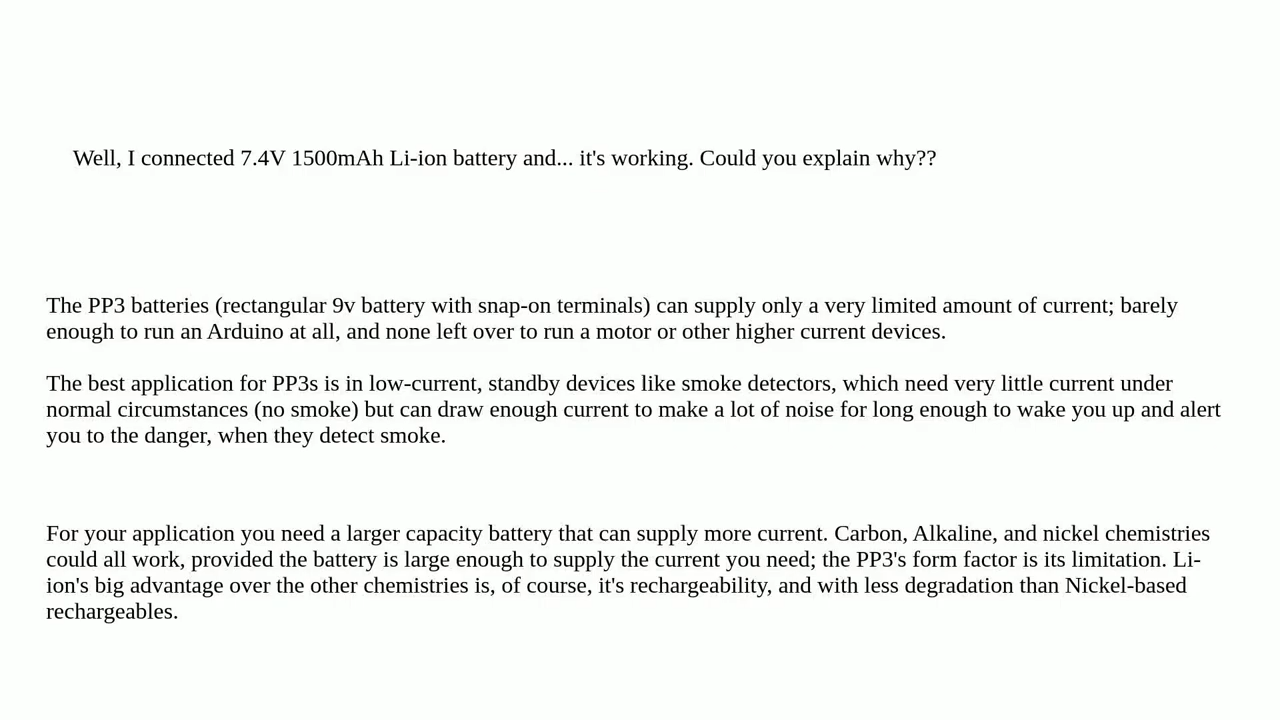 Well, I connected 7.4V 1500mAh Li-ion battery and... it's working. Could you explain why??
The PP3 batteries (rectangular 9v battery with snap-on terminals) can supply only a very limited amount of current; barely
enough to run an Arduino at all, and none left over to run a motor or other higher current devices.
The best application for PP3s is in low-current, standby devices like smoke detectors, which need very little current under
normal circumstances (no smoke) but can draw enough current to make a lot of noise for long enough to wake you up and alert
you to the danger, when they detect smoke.
For your application you need a larger capacity battery that can supply more current. Carbon, Alkaline, and nickel chemistries
could all work, provided the battery is large enough to supply the current you need; the PP3's form factor is its limitation. Li-
ion's big advantage over the other chemistries is, of course, it's rechargeability, and with less degradation than Nickel-based
rechargeables.